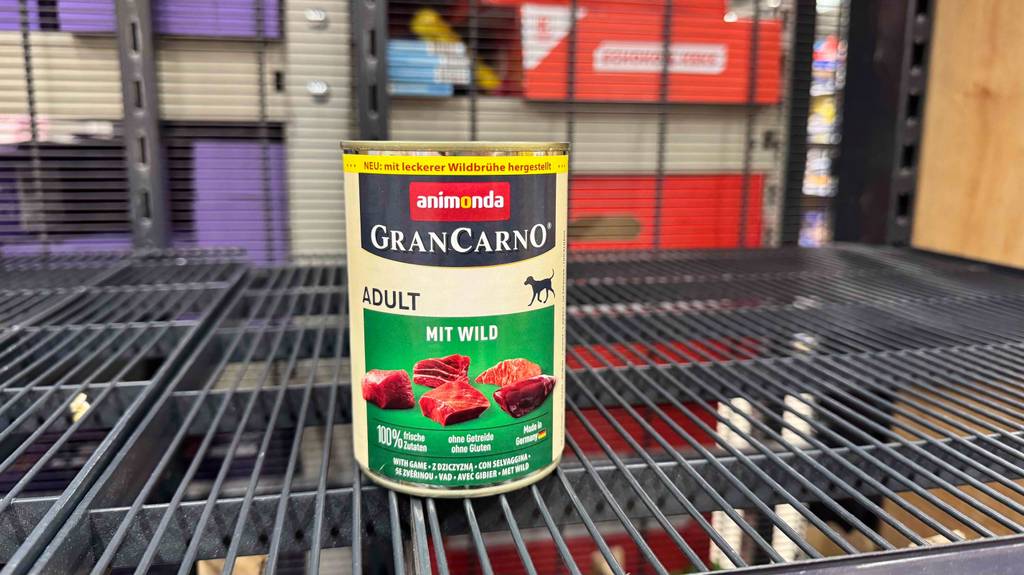 NEU: mit leckerer Wildbrühe hergestellt
animonda
GRANCARNO®
ADULT
MIT WILD
100% frische
Zutaten
ohne Getreide
ohne Gluten
Made in
Germany
WITH GAME • Z DZICZYZNĄ • CON SELVAGGINA •
SE ZVĚŘINOU • VAD • AVEC GIBIER • MET WILD